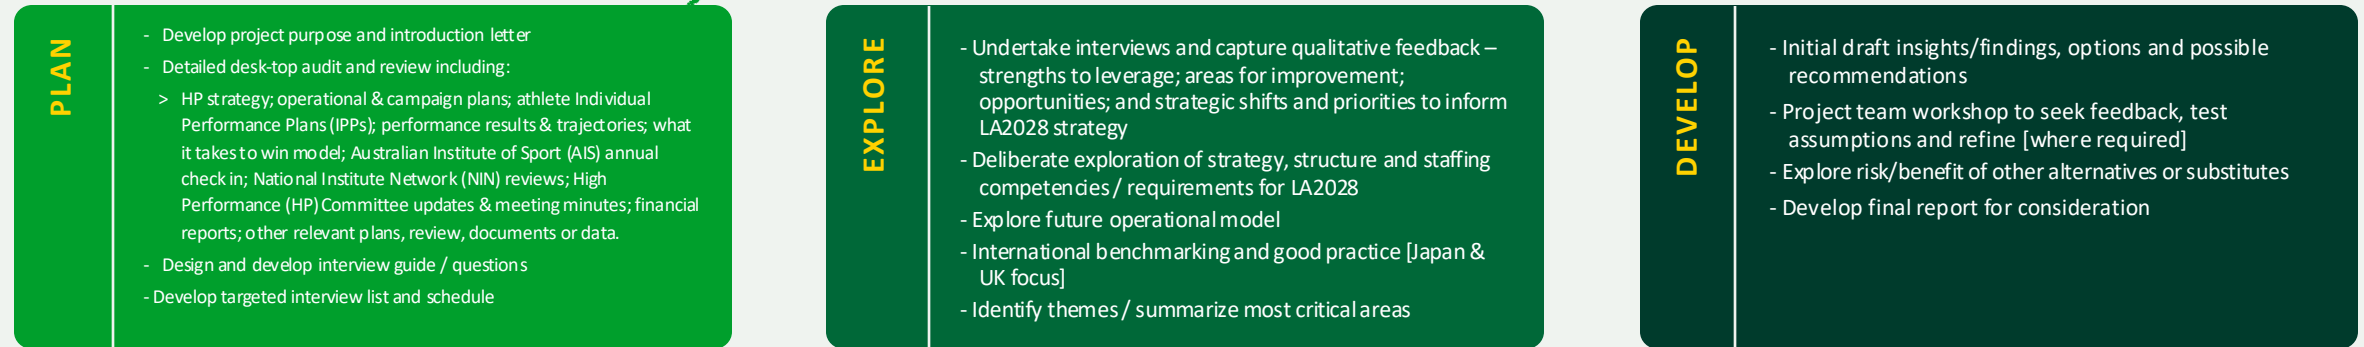 PLAN
- Develop project purpose and introduction letter
- Detailed desk-top audit and review including:
> HP strategy; operational & campaign plans; athlete Individual
Performance Plans (IPPs); performance results & trajectories; what
it takes to win model; Australian Institute of Sport (AIS) annual
check in; National Institute Network (NIN) reviews; High
Performance (HP) Committee updates & meeting minutes; financial
reports; other relevant plans, review, documents or data.
- Design and develop interview guide / questions
- Develop targeted interview list and schedule
EXPLORE
- Undertake interviews and capture qualitative feedback –
strengths to leverage; areas for improvement;
opportunities; and strategic shifts and priorities to inform
LA2028 strategy
- Deliberate exploration of strategy, structure and staffing
competencies / requirements for LA2028
- Explore future operational model
- International benchmarking and good practice [Japan &
UK focus]
- Identify themes / summarize most critical areas
DEVELOP
- Initial draft insights/findings, options and possible
recommendations
- Project team workshop to seek feedback, test
assumptions and refine [where required]
- Explore risk/benefit of other alternatives or substitutes
- Develop final report for consideration